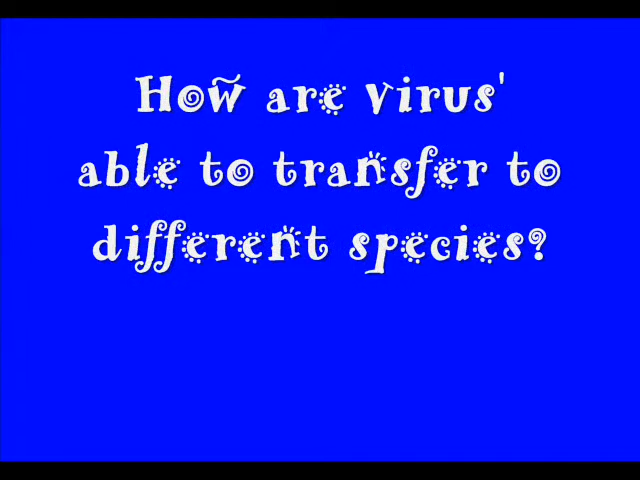 How are virus'
able to transfer to
different species?